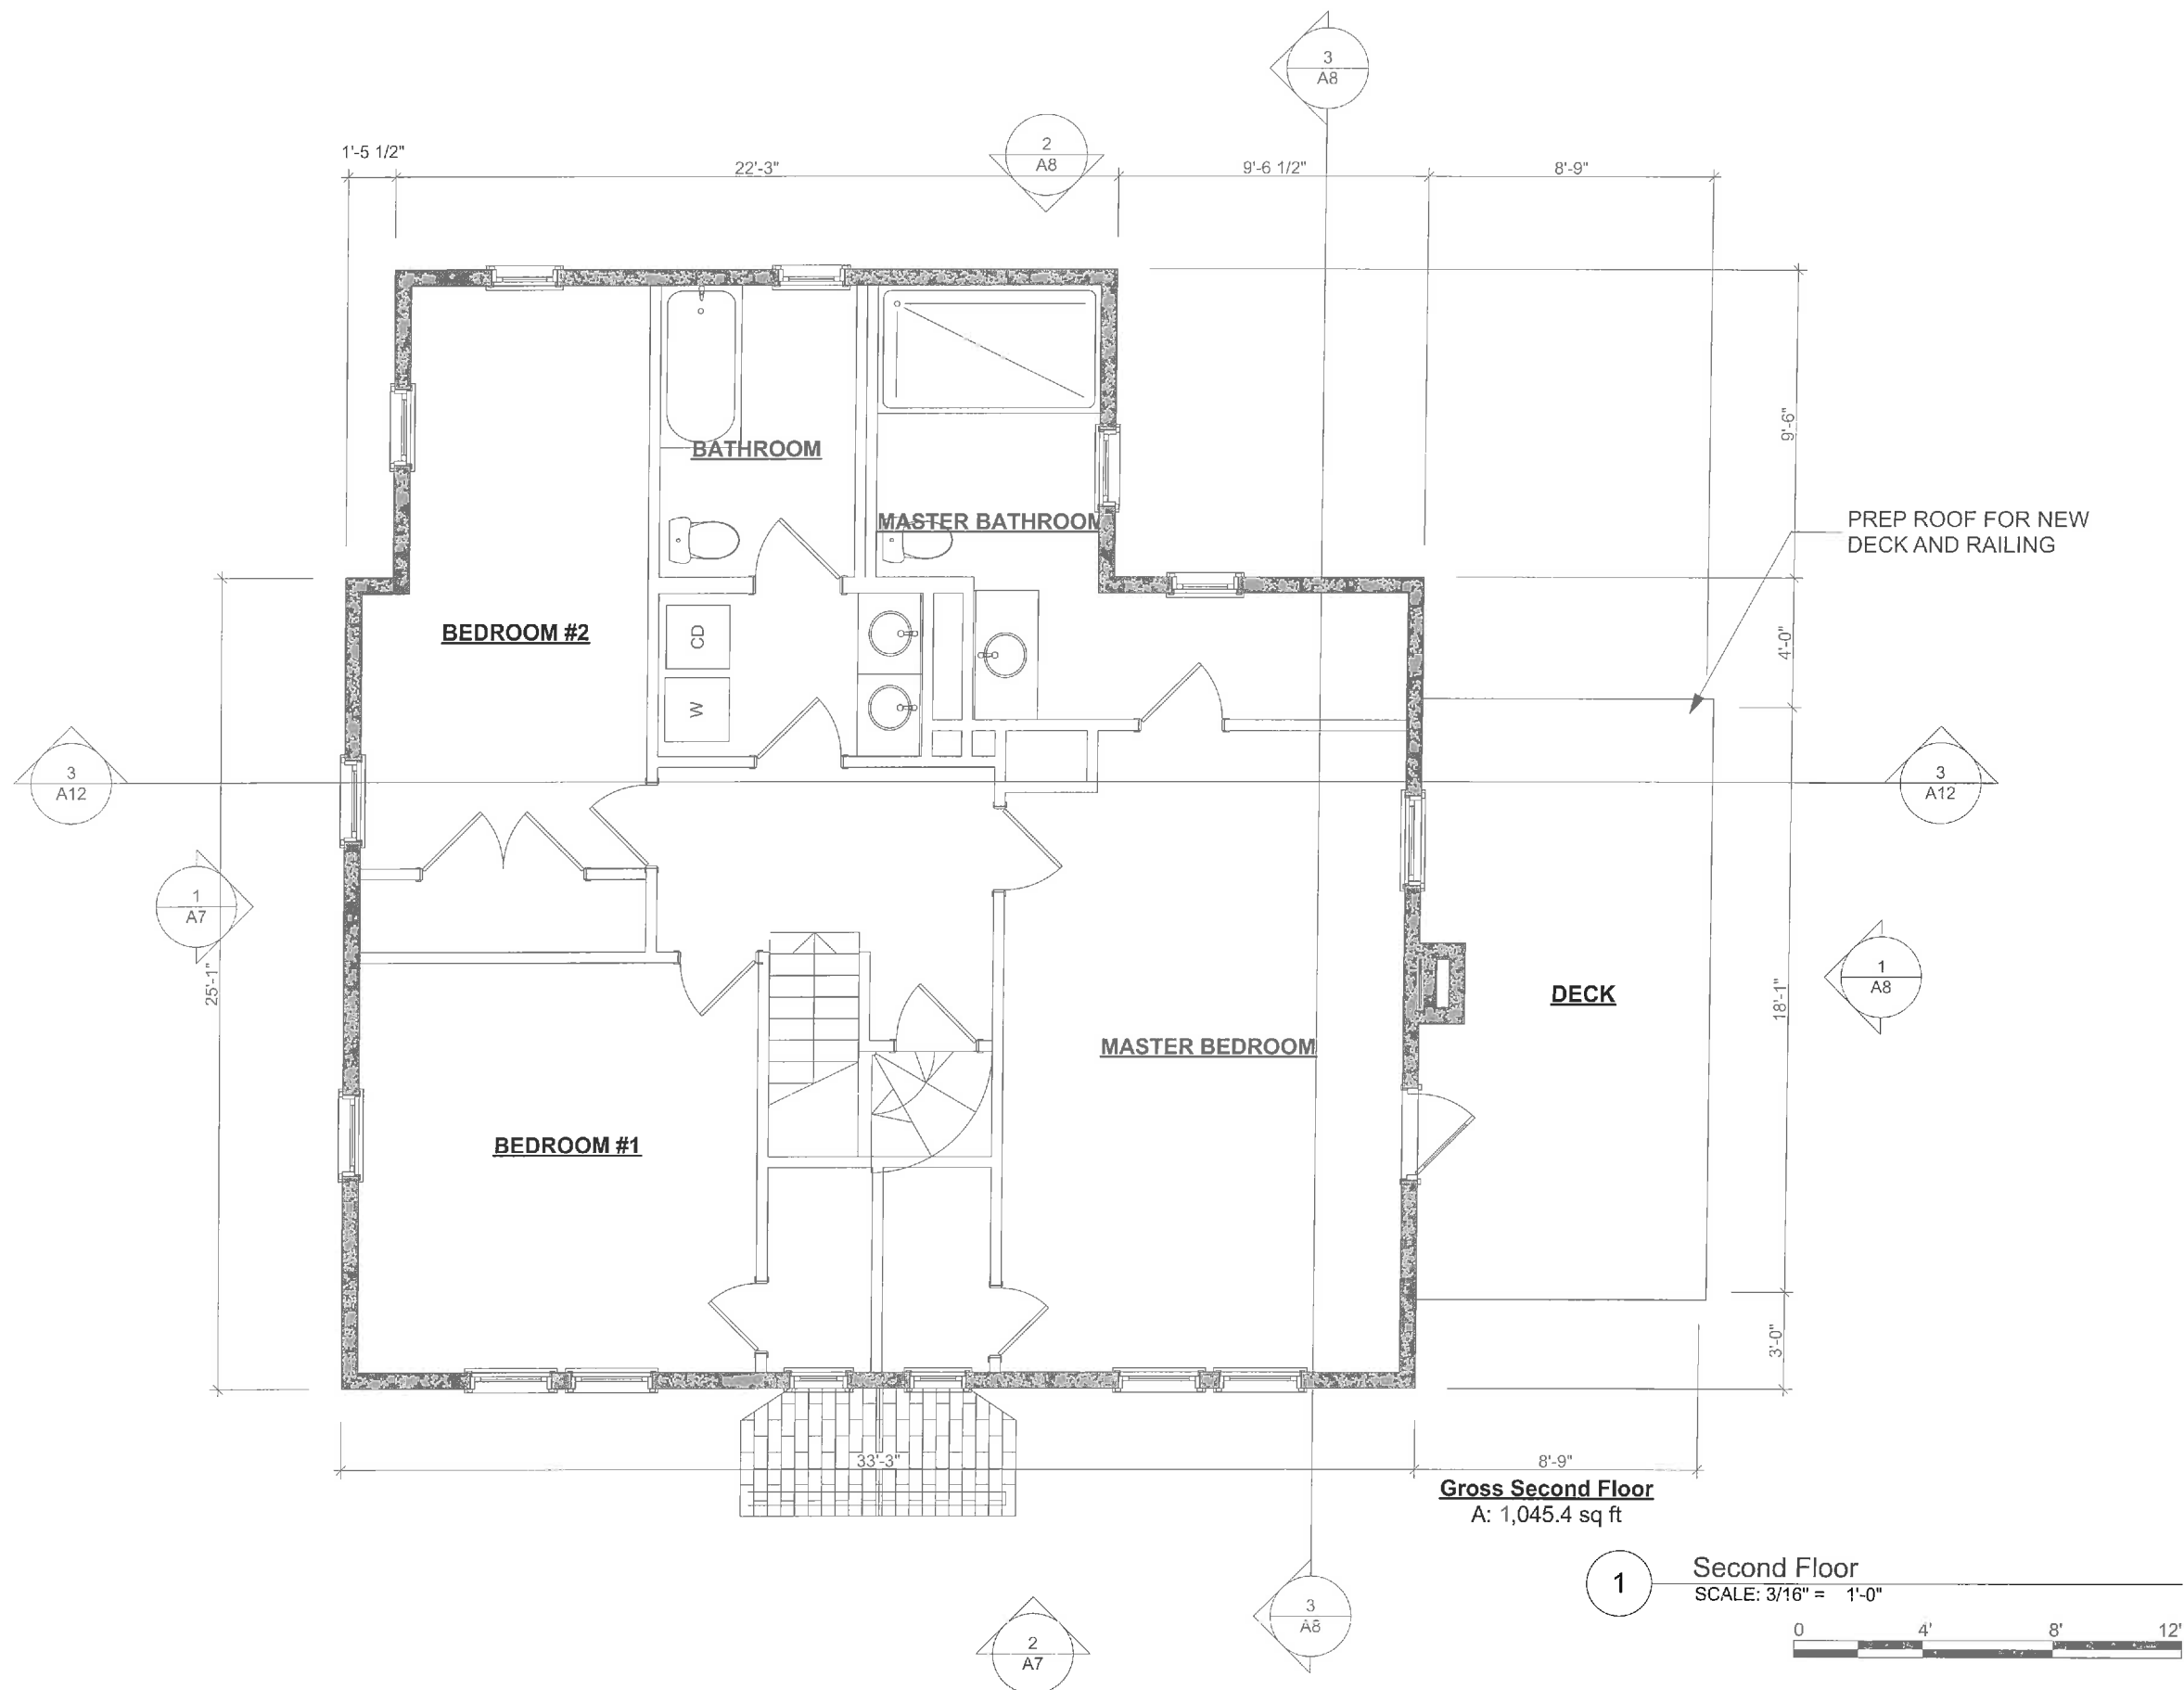 3
A8
2
A8
1'-5 1/2"
22'-3"
9'-6 1/2"
8'-9"
9'-6"
BATHROOM
MASTER BATHROOM
PREP ROOF FOR NEW
DECK AND RAILING
BEDROOM #2
CD
W
4'-0"
3
A12
3
A12
1
A7
25'-1"
1
A8
DECK
18'-1"
MASTER BEDROOM
BEDROOM #1
3'-0"
33'-3"
8'-9"
Gross Second Floor
A: 1,045.4 sq ft
1
Second Floor
SCALE: 3/16" = 1'-0"
3
A8
2
A7
0 4' 8' 12'